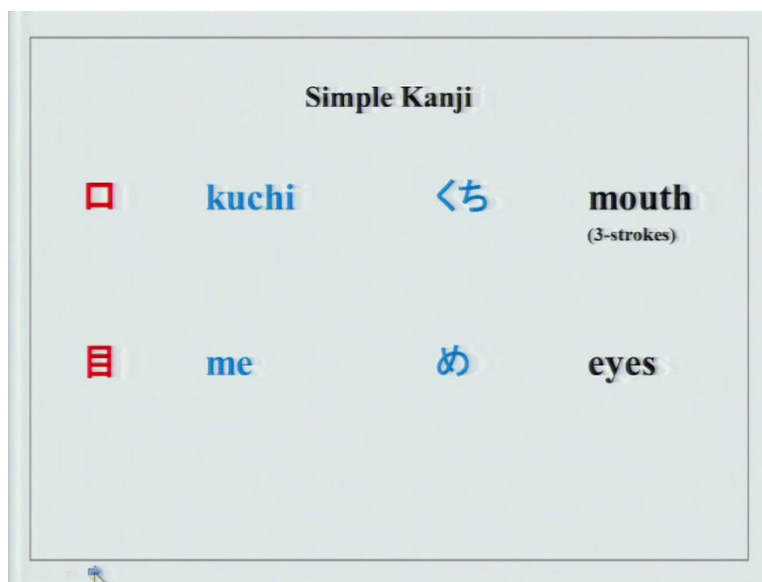 Simple Kanji
口 kuchi くち mouth
(3-strokes)
目 me め eyes